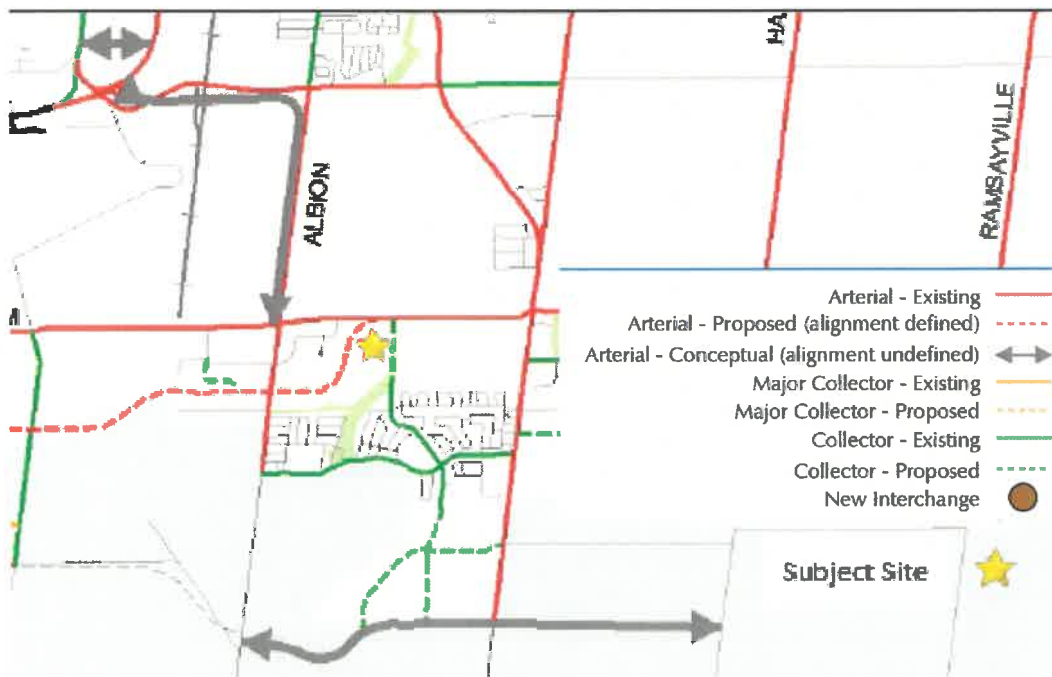 HA
ALBION
RAMSAYVILLE
Arterial - Existing
Arterial - Proposed (alignment defined)
Arterial - Conceptual (alignment undefined)
Major Collector - Existing
Major Collector - Proposed
Collector - Existing
Collector - Proposed
New Interchange
Subject Site